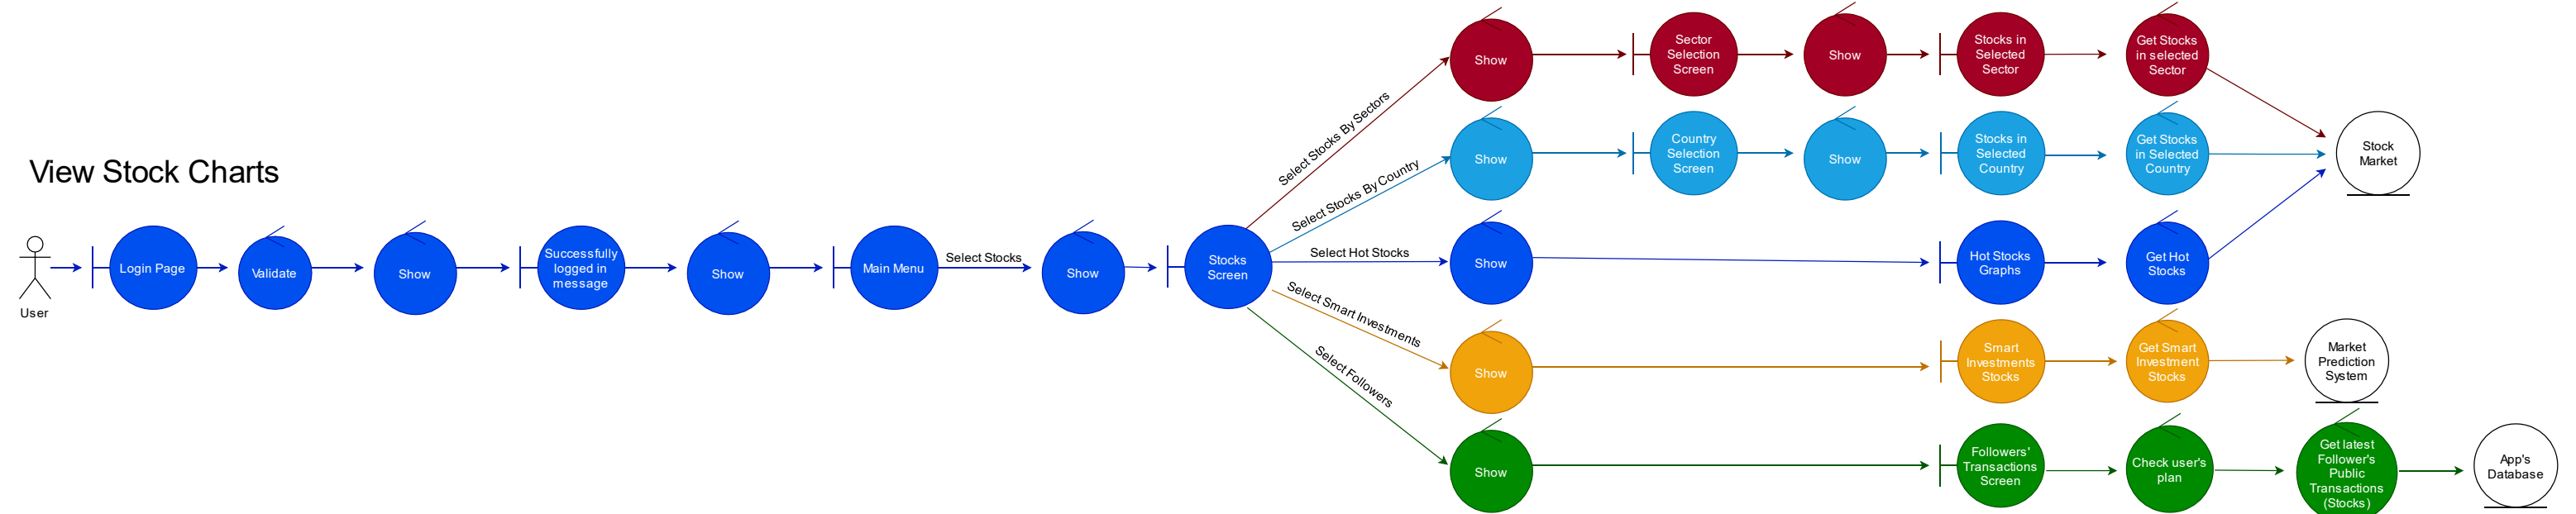 View Stock Charts
User
Login Page
Validate
Show
Successfully
logged in
message
Show
Main Menu
Select Stocks
Show
Stocks
Screen
Select Stocks By Sectors
Show
Sector
Selection
Screen
Show
Stocks in
Selected
Sector
Get Stocks
in selected
Sector
Select Stocks By Country
Show
Country
Selection
Screen
Show
Stocks in
Selected
Country
Get Stocks
in Selected
Country
Stock
Market
Select Hot Stocks
Show
Hot Stocks
Graphs
Get Hot
Stocks
Select Smart Investments
Show
Smart
Investments
Stocks
Get Smart
Investment
Stocks
Market
Prediction
System
Select Followers
Show
Followers'
Transactions
Screen
Check user's
plan
Get latest
Follower's
Public
Transactions
(Stocks)
App's
Database